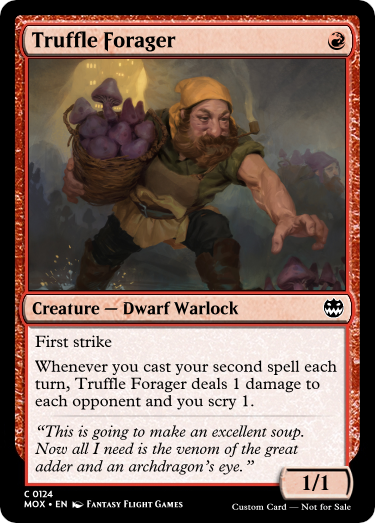 Truffle Forager
Creature — Dwarf Warlock
First strike
Whenever you cast your second spell each
turn, Truffle Forager deals 1 damage to
each opponent and you scry 1.
“This is going to make an excellent soup.
Now all I need is the venom of the great
adder and an archdragon’s eye.”
1/1
C 0124
MOX • EN Fantasy Flight Games
Custom Card — Not for Sale